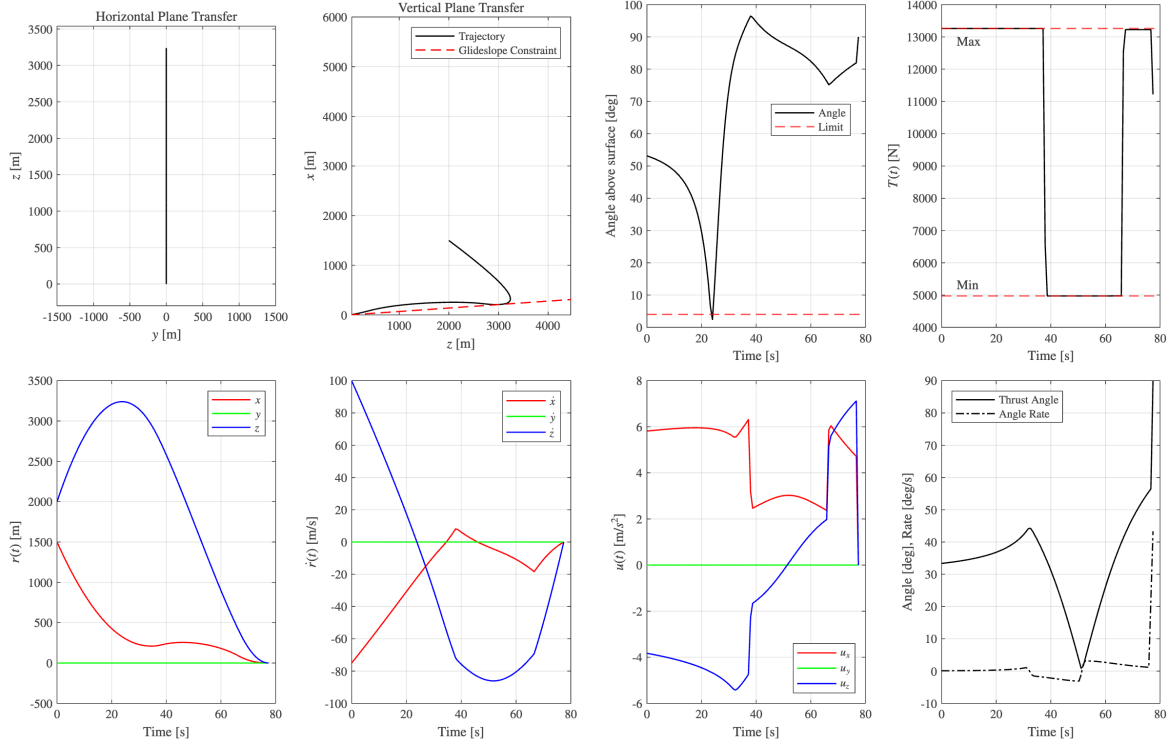 Horizontal Plane Transfer
3500
3000
2500
2000
1500
1000
500
0
z [m]
-1500 -1000 -500 0 500 1000 1500
y [m]
Vertical Plane Transfer
6000
5000
4000
3000
2000
1000
0
x [m]
Trajectory
Glideslope Constraint
1000 2000 3000 4000
z [m]
100
90
80
70
60
50
40
30
20
10
0
Angle above surface [deg]
Angle
Limit
0 20 40 60 80
Time [s]
14000
13000
12000
11000
10000
9000
8000
7000
6000
5000
4000
T(t) [N]
Max
Min
0 20 40 60 80
Time [s]
3500
3000
2500
2000
1500
1000
500
0
-500
r(t) [m]
x
y
z
0 20 40 60 80
Time [s]
100
80
60
40
20
0
-20
-40
-60
-80
-100
ṙ(t) [m/s]
ẋ
ẏ
ż
0 20 40 60 80
Time [s]
8
6
4
2
0
-2
-4
-6
u(t) [m/s²]
uₓ
u_y
u_z
0 20 40 60 80
Time [s]
90
80
70
60
50
40
30
20
10
0
-10
Angle [deg], Rate [deg/s]
Thrust Angle
Angle Rate
0 20 40 60 80
Time [s]